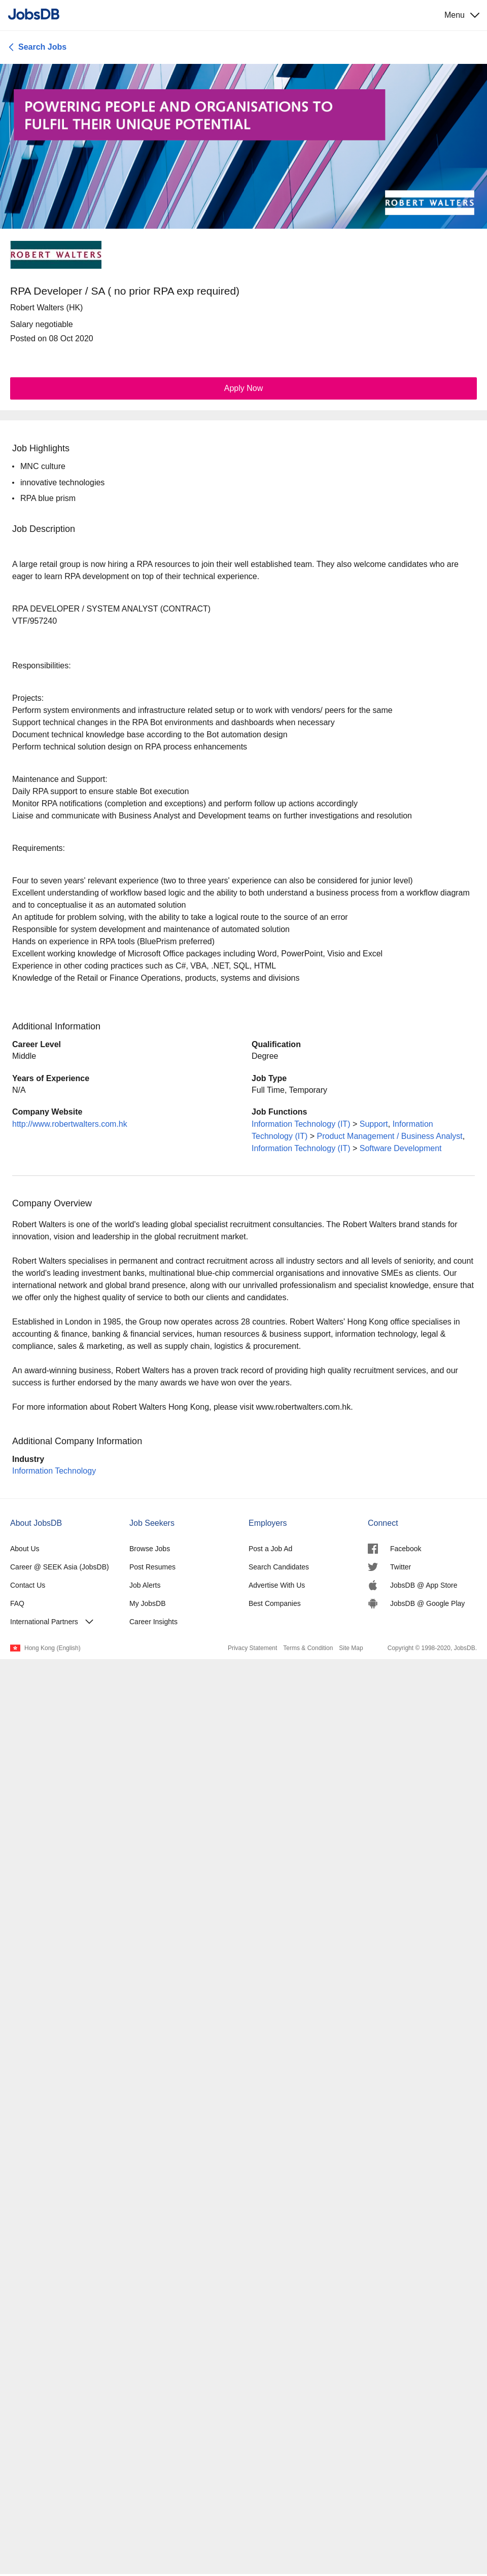 JobsDB
Menu
Search Jobs
POWERING PEOPLE AND ORGANISATIONS TO
FULFIL THEIR UNIQUE POTENTIAL
ROBERT WALTERS
ROBERT WALTERS
RPA Developer / SA ( no prior RPA exp required)
Robert Walters (HK)
Salary negotiable
Posted on 08 Oct 2020
Apply Now
Job Highlights
• MNC culture
• innovative technologies
• RPA blue prism
Job Description
A large retail group is now hiring a RPA resources to join their well established team. They also welcome candidates who are
eager to learn RPA development on top of their technical experience.
RPA DEVELOPER / SYSTEM ANALYST (CONTRACT)
VTF/957240
Responsibilities:
Projects:
Perform system environments and infrastructure related setup or to work with vendors/ peers for the same
Support technical changes in the RPA Bot environments and dashboards when necessary
Document technical knowledge base according to the Bot automation design
Perform technical solution design on RPA process enhancements
Maintenance and Support:
Daily RPA support to ensure stable Bot execution
Monitor RPA notifications (completion and exceptions) and perform follow up actions accordingly
Liaise and communicate with Business Analyst and Development teams on further investigations and resolution
Requirements:
Four to seven years' relevant experience (two to three years' experience can also be considered for junior level)
Excellent understanding of workflow based logic and the ability to both understand a business process from a workflow diagram
and to conceptualise it as an automated solution
An aptitude for problem solving, with the ability to take a logical route to the source of an error
Responsible for system development and maintenance of automated solution
Hands on experience in RPA tools (BluePrism preferred)
Excellent working knowledge of Microsoft Office packages including Word, PowerPoint, Visio and Excel
Experience in other coding practices such as C#, VBA, .NET, SQL, HTML
Knowledge of the Retail or Finance Operations, products, systems and divisions
Additional Information
Career Level
Middle
Qualification
Degree
Years of Experience
N/A
Job Type
Full Time, Temporary
Company Website
http://www.robertwalters.com.hk
Job Functions
Information Technology (IT) > Support, Information
Technology (IT) > Product Management / Business Analyst,
Information Technology (IT) > Software Development
Company Overview
Robert Walters is one of the world's leading global specialist recruitment consultancies. The Robert Walters brand stands for
innovation, vision and leadership in the global recruitment market.
Robert Walters specialises in permanent and contract recruitment across all industry sectors and all levels of seniority, and count
the world's leading investment banks, multinational blue-chip commercial organisations and innovative SMEs as clients. Our
international network and global brand presence, along with our unrivalled professionalism and specialist knowledge, ensure that
we offer only the highest quality of service to both our clients and candidates.
Established in London in 1985, the Group now operates across 28 countries. Robert Walters' Hong Kong office specialises in
accounting & finance, banking & financial services, human resources & business support, information technology, legal &
compliance, sales & marketing, as well as supply chain, logistics & procurement.
An award-winning business, Robert Walters has a proven track record of providing high quality recruitment services, and our
success is further endorsed by the many awards we have won over the years.
For more information about Robert Walters Hong Kong, please visit www.robertwalters.com.hk.
Additional Company Information
Industry
Information Technology
About JobsDB
About Us
Career @ SEEK Asia (JobsDB)
Contact Us
FAQ
International Partners
Job Seekers
Browse Jobs
Post Resumes
Job Alerts
My JobsDB
Career Insights
Employers
Post a Job Ad
Search Candidates
Advertise With Us
Best Companies
Connect
Facebook
Twitter
JobsDB @ App Store
JobsDB @ Google Play
Hong Kong (English)
Privacy Statement Terms & Condition Site Map
Copyright © 1998-2020, JobsDB.